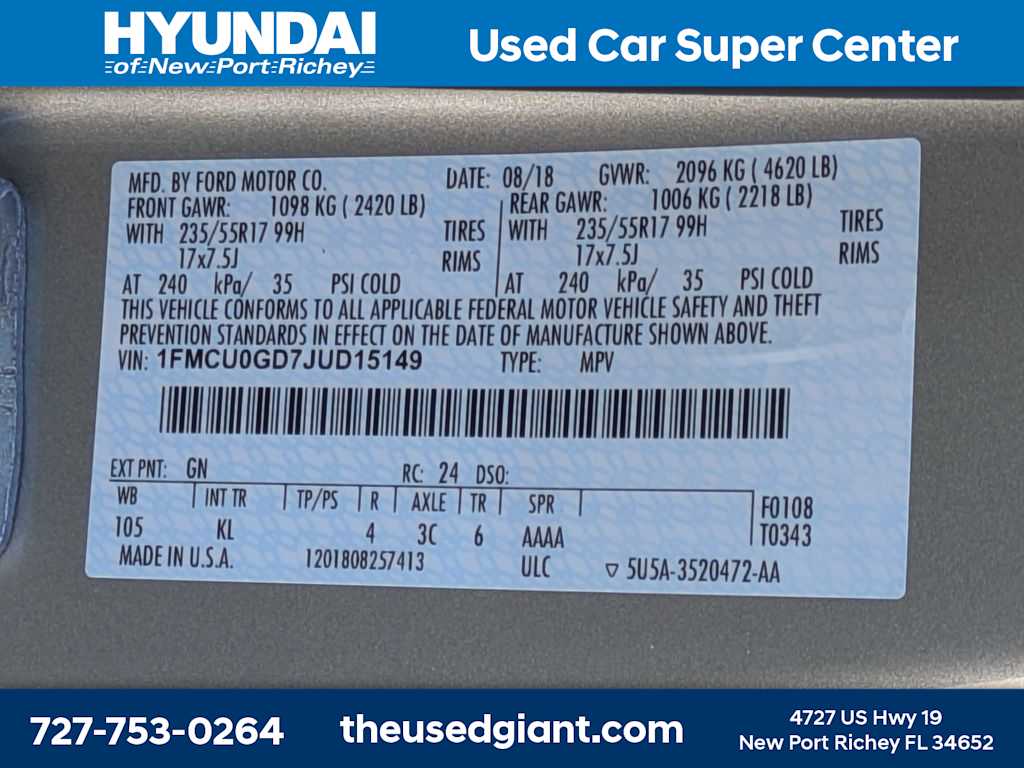 HYUNDAI
of New Port Richey
Used Car Super Center
MFD. BY FORD MOTOR CO. DATE: 08/18 GVWR: 2096 KG ( 4620 LB)
FRONT GAWR: 1098 KG ( 2420 LB) REAR GAWR: 1006 KG ( 2218 LB)
WITH 235/55R17 99H TIRES WITH 235/55R17 99H TIRES
17x7.5J RIMS 17x7.5J RIMS
AT 240 kPa/ 35 PSI COLD AT 240 kPa/ 35 PSI COLD
THIS VEHICLE CONFORMS TO ALL APPLICABLE FEDERAL MOTOR VEHICLE SAFETY AND THEFT
PREVENTION STANDARDS IN EFFECT ON THE DATE OF MANUFACTURE SHOWN ABOVE.
VIN: 1FMCU0GD7JUD15149 TYPE: MPV
EXT PNT: GN RC: 24 DSO:
WB INT TR TP/PS R AXLE TR SPR F0108
105 KL 4 3C 6 AAAA T0343
MADE IN U.S.A. 1201808257413 ULC ▽ 5U5A-3520472-AA
727-753-0264
theusedgiant.com
4727 US Hwy 19
New Port Richey FL 34652